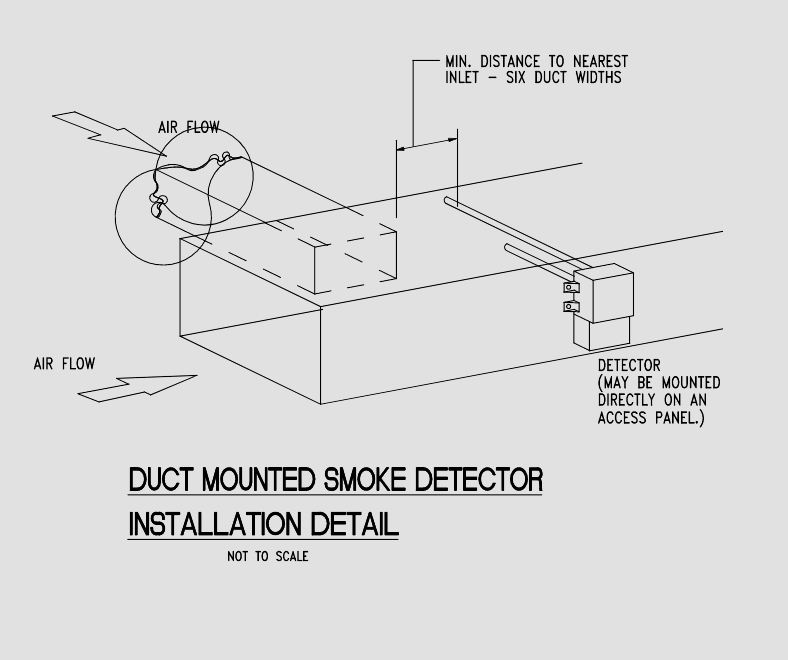 MIN. DISTANCE TO NEAREST
INLET - SIX DUCT WIDTHS
AIR FLOW
AIR FLOW
DETECTOR
(MAY BE MOUNTED
DIRECTLY ON AN
ACCESS PANEL.)
DUCT MOUNTED SMOKE DETECTOR
INSTALLATION DETAIL
NOT TO SCALE